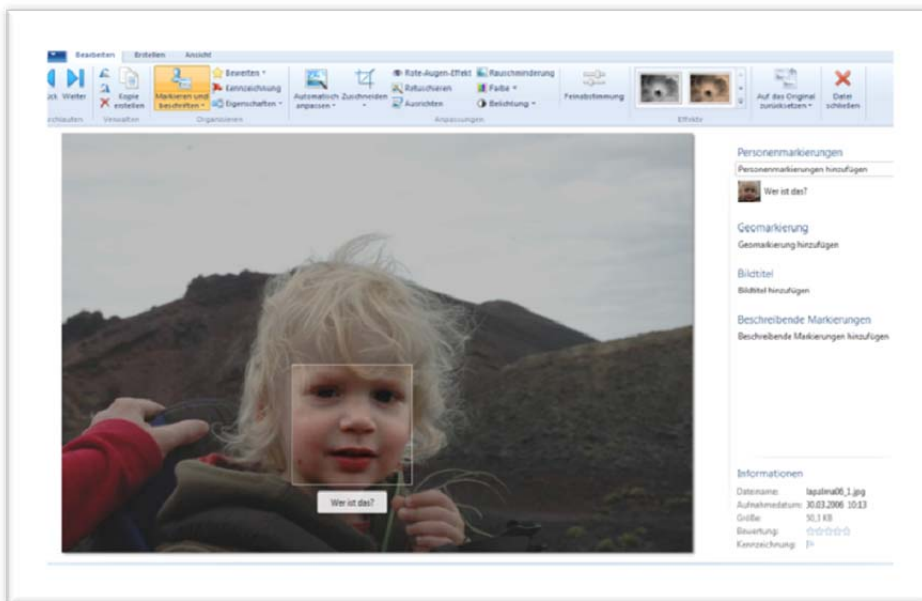 Bearbeiten Erstellen Ansicht
Weiter
Kopie erstellen
Markieren und beschriften
Bewerten
Kennzeichnung
Eigenschaften
Automatisch anpassen
Zuschneiden
Rote-Augen-Effekt
Retuschieren
Ausrichten
Rauschminderung
Farbe
Belichtung
Feinabstimmung
Auf das Original zurücksetzen
Datei schließen
Verwalten
Organisieren
Anpassungen
Effekte
Personenmarkierungen
Personenmarkierungen hinzufügen
Wer ist das?
Geomarkierung
Geomarkierung hinzufügen
Bildtitel
Bildtitel hinzufügen
Beschreibende Markierungen
Beschreibende Markierungen hinzufügen
Wer ist das?
Informationen
Dateiname: lapalma06_1.jpg
Aufnahmedatum: 30.03.2006 10:13
Größe: 50,3 KB
Bewertung:
Kennzeichnung: